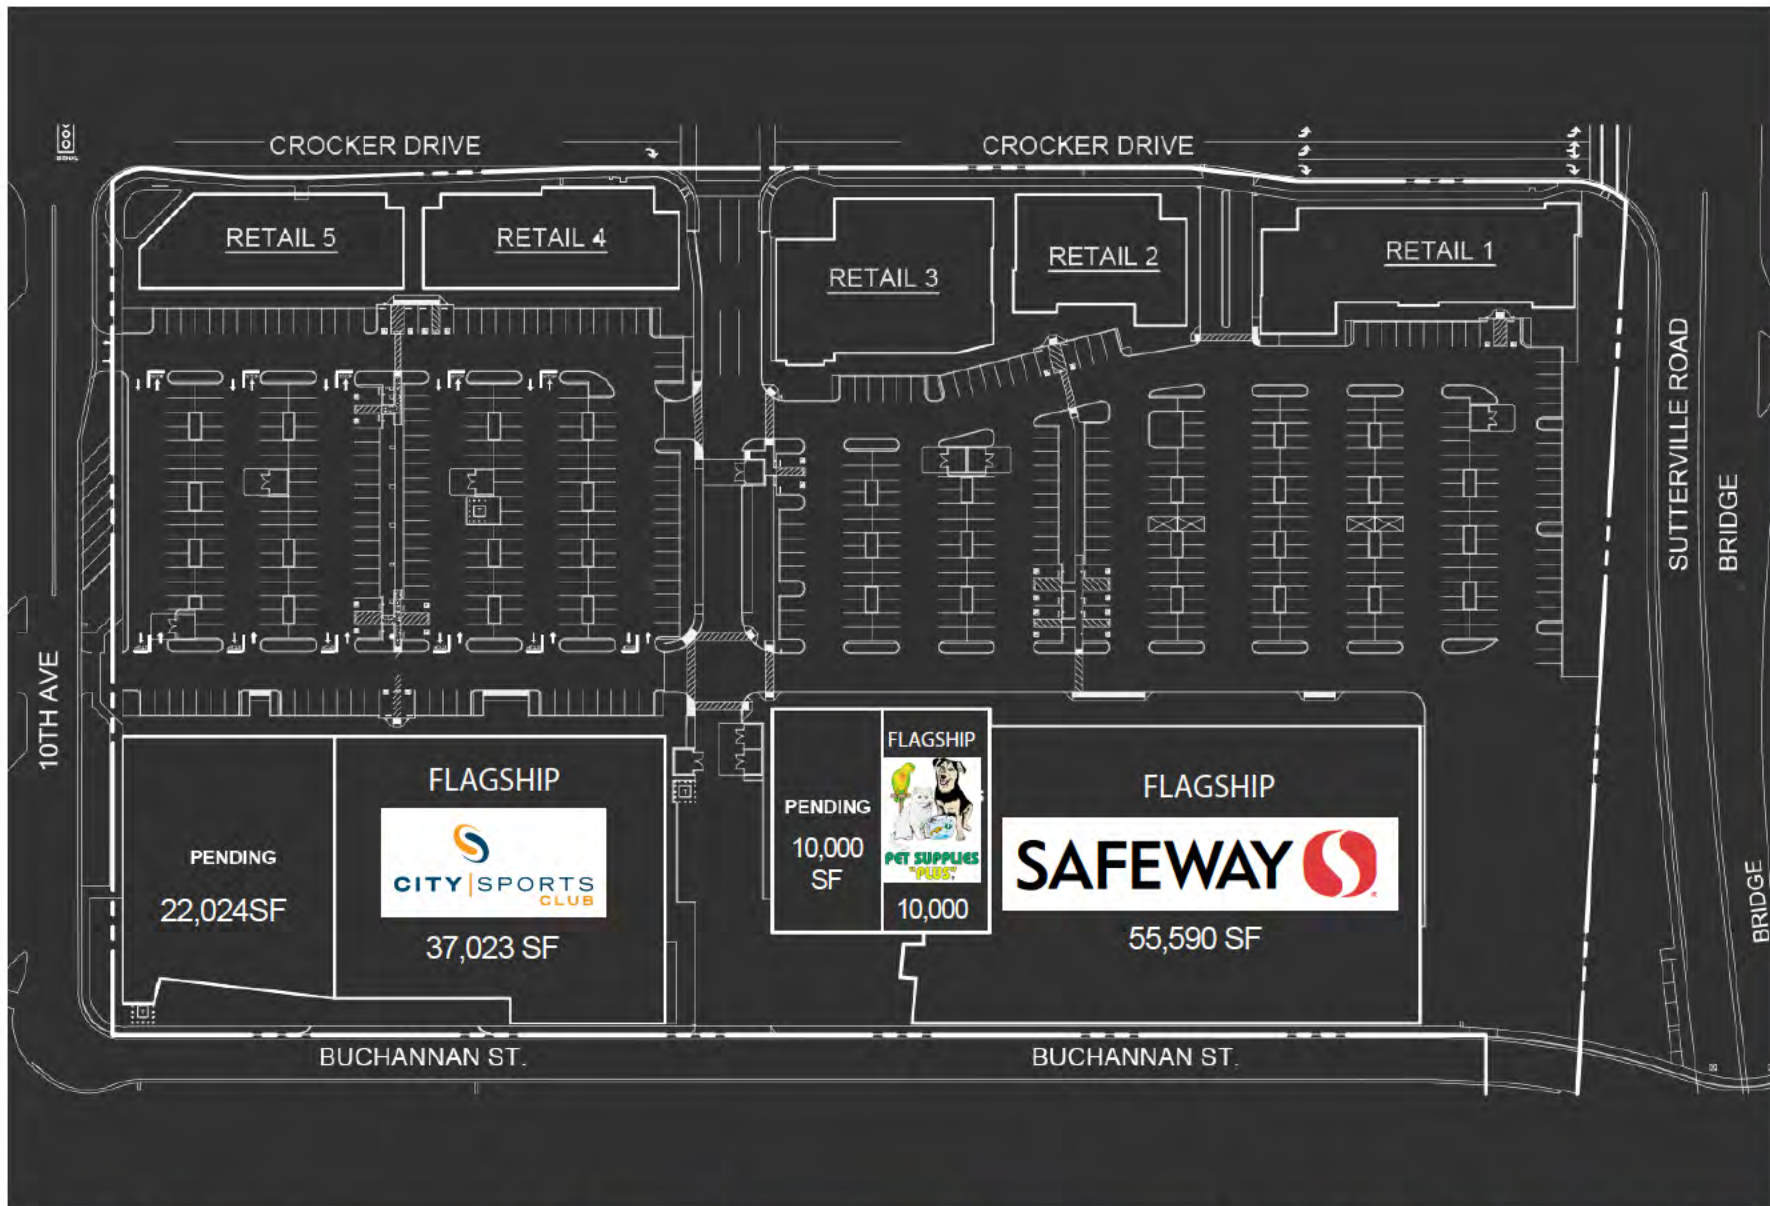 CROCKER DRIVE
CROCKER DRIVE
RETAIL 5
RETAIL 4
RETAIL 3
RETAIL 2
RETAIL 1
10TH AVE
SUTTERVILLE ROAD
BRIDGE
BRIDGE
PENDING
22,024SF
FLAGSHIP
CITY SPORTS
CLUB
37,023 SF
PENDING
10,000
SF
FLAGSHIP
PET SUPPLIES
"PLUS"
10,000
FLAGSHIP
SAFEWAY
55,590 SF
BUCHANNAN ST.
BUCHANNAN ST.